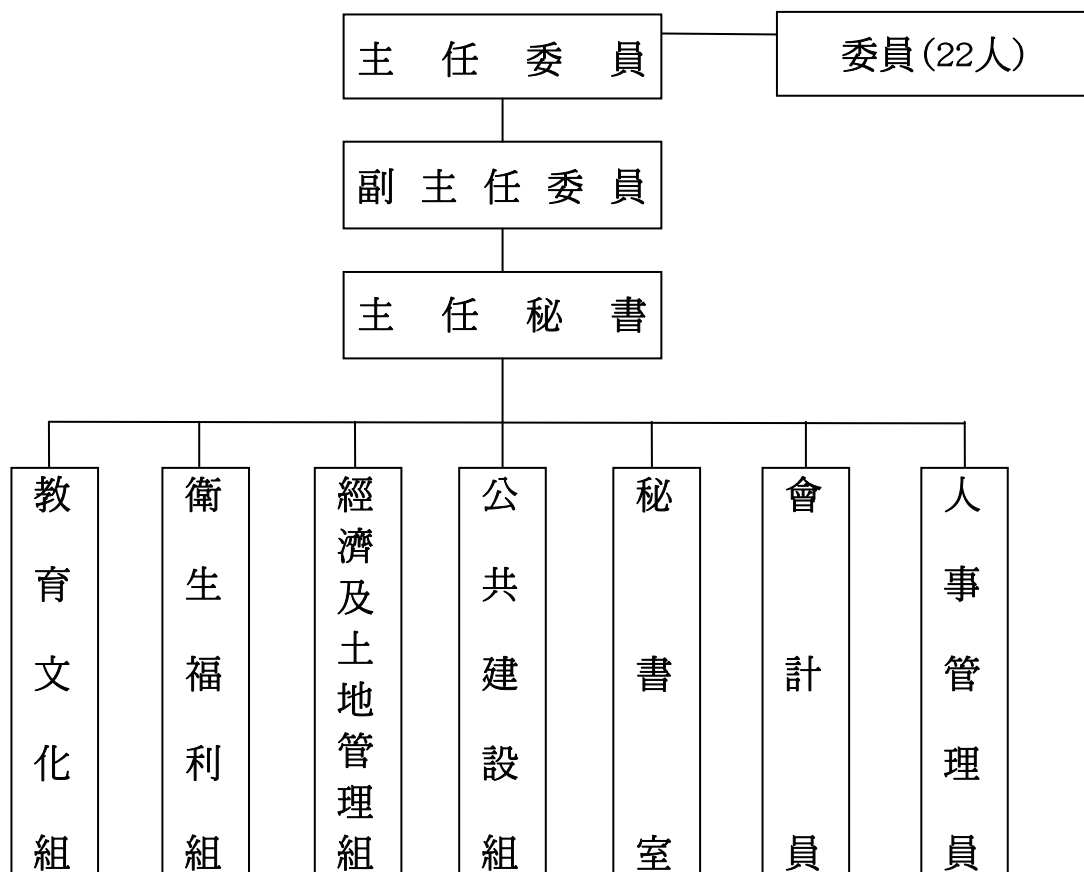 主任委員
委員(22人)
副主任委員
主任秘書
教育文化組
衛生福利組
經濟及土地管理組
公共建設組
秘書室
會計員
人事管理員